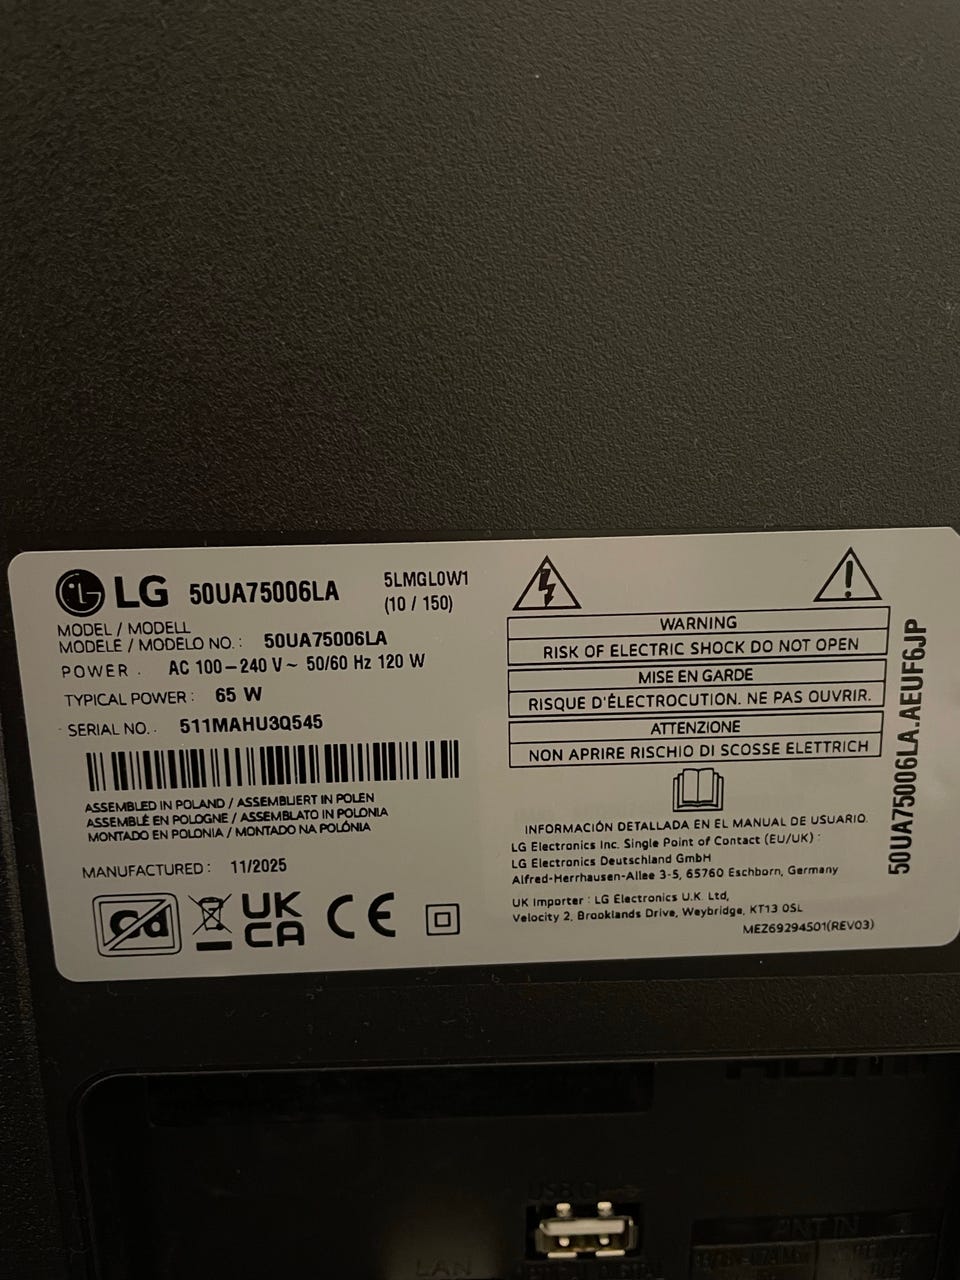 LG 50UA75006LA 5LMGL0W1
(10 / 150)
MODEL / MODELL
MODELE / MODELO NO. : 50UA75006LA
POWER . AC 100-240 V~ 50/60 Hz 120 W
TYPICAL POWER : 65 W
SERIAL NO. . 511MAHU3Q545
ASSEMBLED IN POLAND / ASSEMBLIERT IN POLEN
ASSEMBLÉ EN POLOGNE / ASSEMBLATO IN POLONIA
MONTADO EN POLONIA / MONTADO NA POLÓNIA
MANUFACTURED : 11/2025
Cd
UK
CA
CE
WARNING
RISK OF ELECTRIC SHOCK DO NOT OPEN
MISE EN GARDE
RISQUE D'ÉLECTROCUTION. NE PAS OUVRIR.
ATTENZIONE
NON APRIRE RISCHIO DI SCOSSE ELETTRICH
INFORMACIÓN DETALLADA EN EL MANUAL DE USUARIO
LG Electronics Inc. Single Point of Contact (EU/UK) :
LG Electronics Deutschland GmbH
Alfred-Herrhausen-Allee 3-5, 65760 Eschborn, Germany
UK Importer : LG Electronics U.K. Ltd,
Velocity 2, Brooklands Drive, Weybridge, KT13 0SL
MEZ69294501(REV03)
50UA75006LA.AEUF6JP
HDMI
USB
ANT IN
LAN